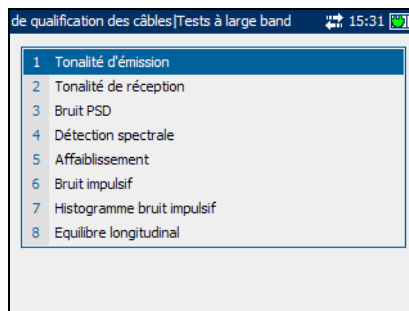 de qualification des câbles|Tests à large band 15:31
1 Tonalité d'émission
2 Tonalité de réception
3 Bruit PSD
4 Détection spectrale
5 Affaiblissement
6 Bruit impulsif
7 Histogramme bruit impulsif
8 Equilibre longitudinal